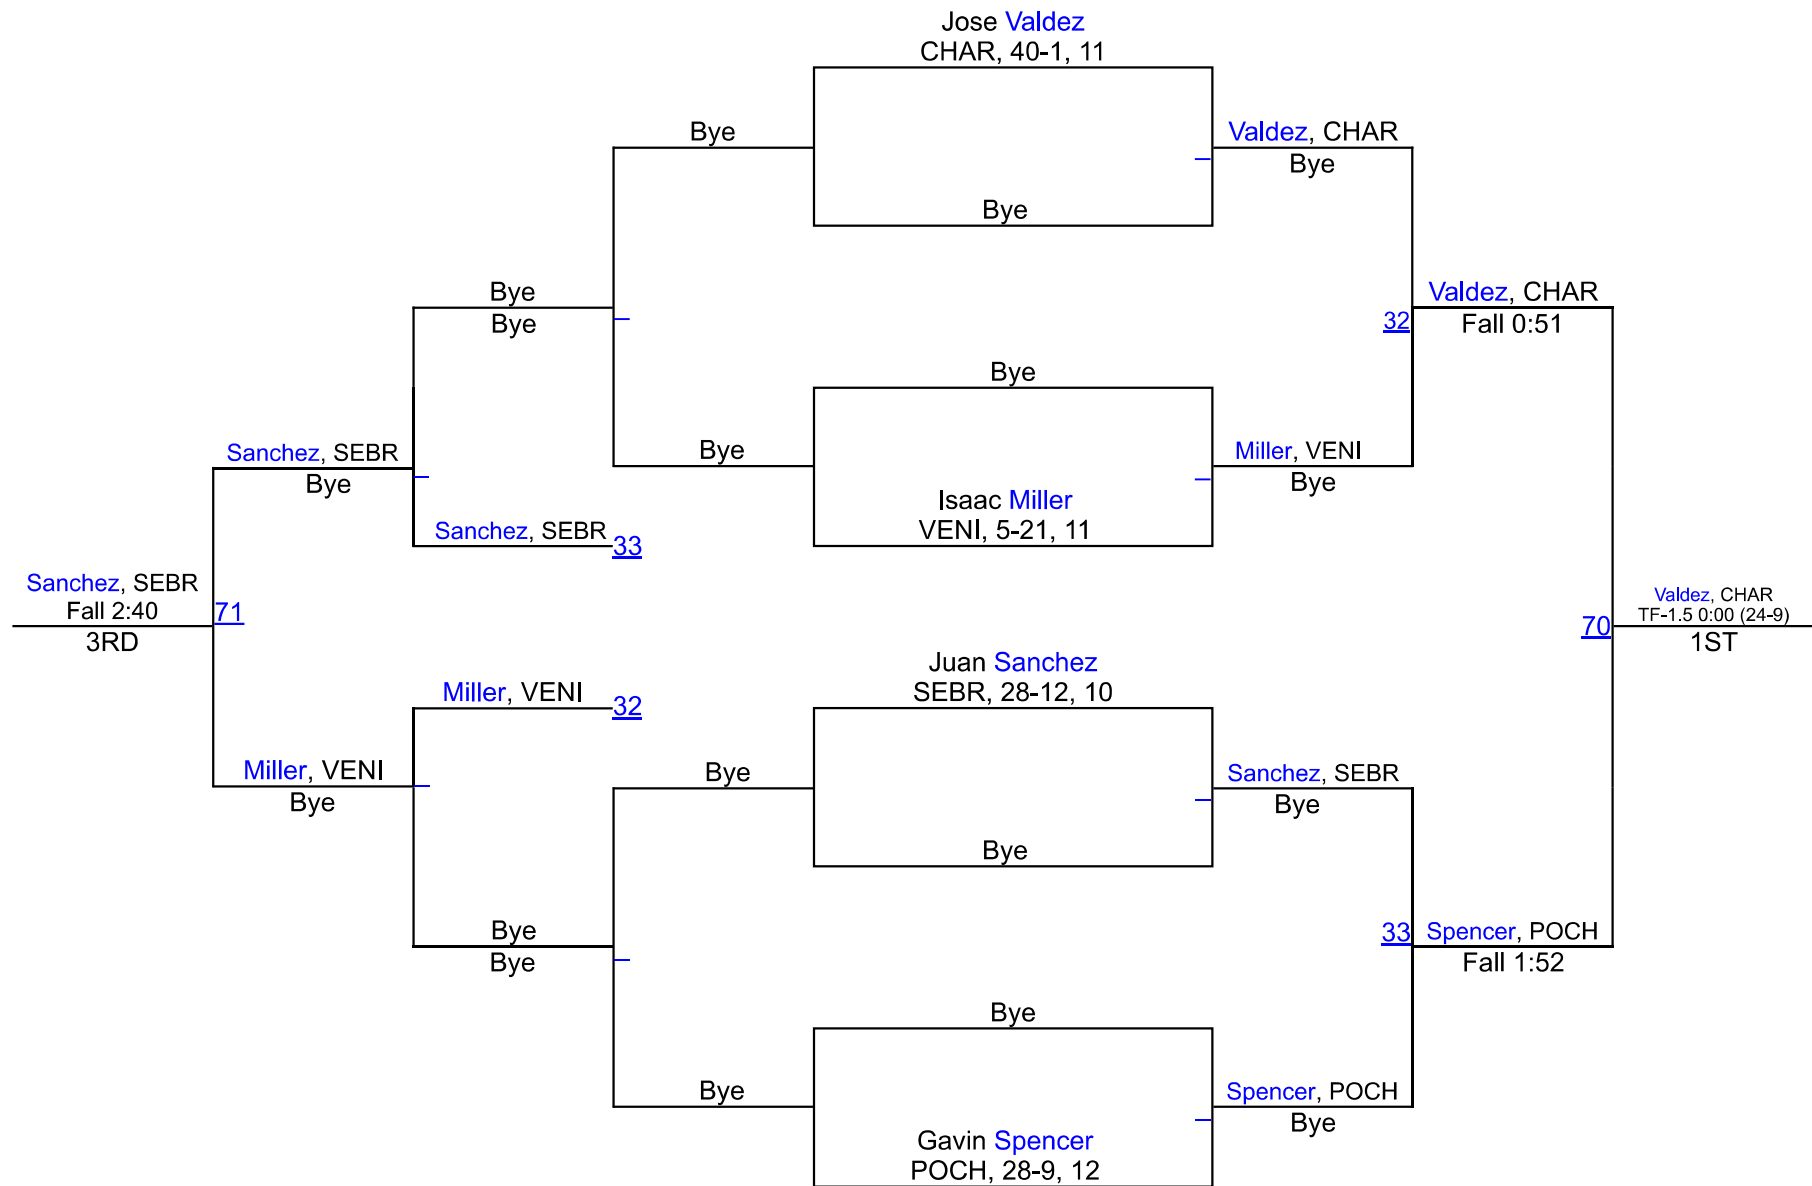 Jose Valdez
CHAR, 40-1, 11
Bye
Valdez, CHAR
Bye
Bye
Bye
Bye
Valdez, CHAR
32
Fall 0:51
Bye
Sanchez, SEBR
Bye
Bye
Miller, VENI
Bye
Isaac Miller
VENI, 5-21, 11
Sanchez, SEBR
33
Sanchez, SEBR
Fall 2:40
71
3RD
Valdez, CHAR
TF-1.5 0:00 (24-9)
70
1ST
Juan Sanchez
SEBR, 28-12, 10
Miller, VENI
32
Miller, VENI
Bye
Bye
Sanchez, SEBR
Bye
Bye
Bye
Bye
33
Spencer, POCH
Fall 1:52
Bye
Bye
Spencer, POCH
Bye
Gavin Spencer
POCH, 28-9, 12